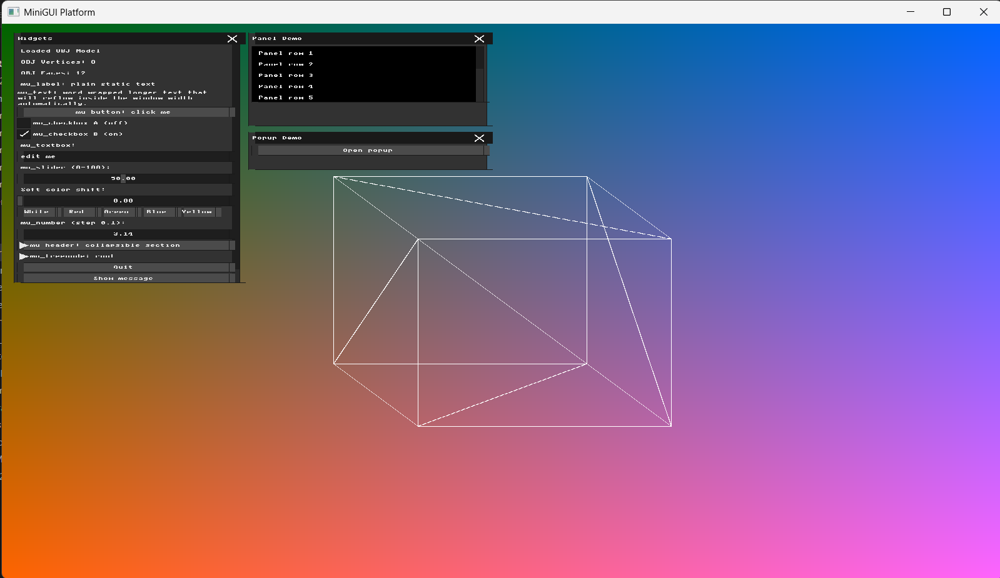 MiniGUI Platform
Widgets
Loaded OBJ Model
OBJ Vertices: 8
OBJ Faces: 12
mu_label: plain static text
mu_text: word wrapped longer text that
will reflow inside the window width
automatically.
mu_button: click me
mu_checkbox A (off)
mu_checkbox B (on)
mu_textbox:
edit me
mu_slider (0-100):
50.00
Soft color shift:
0.00
White Red Green Blue Yellow
mu_number (step 0.1):
3.14
mu_header: collapsible section
mu_treenode: root
Quit
Show message
Panel Demo
Panel row 1
Panel row 2
Panel row 3
Panel row 4
Panel row 5
Popup Demo
Open popup